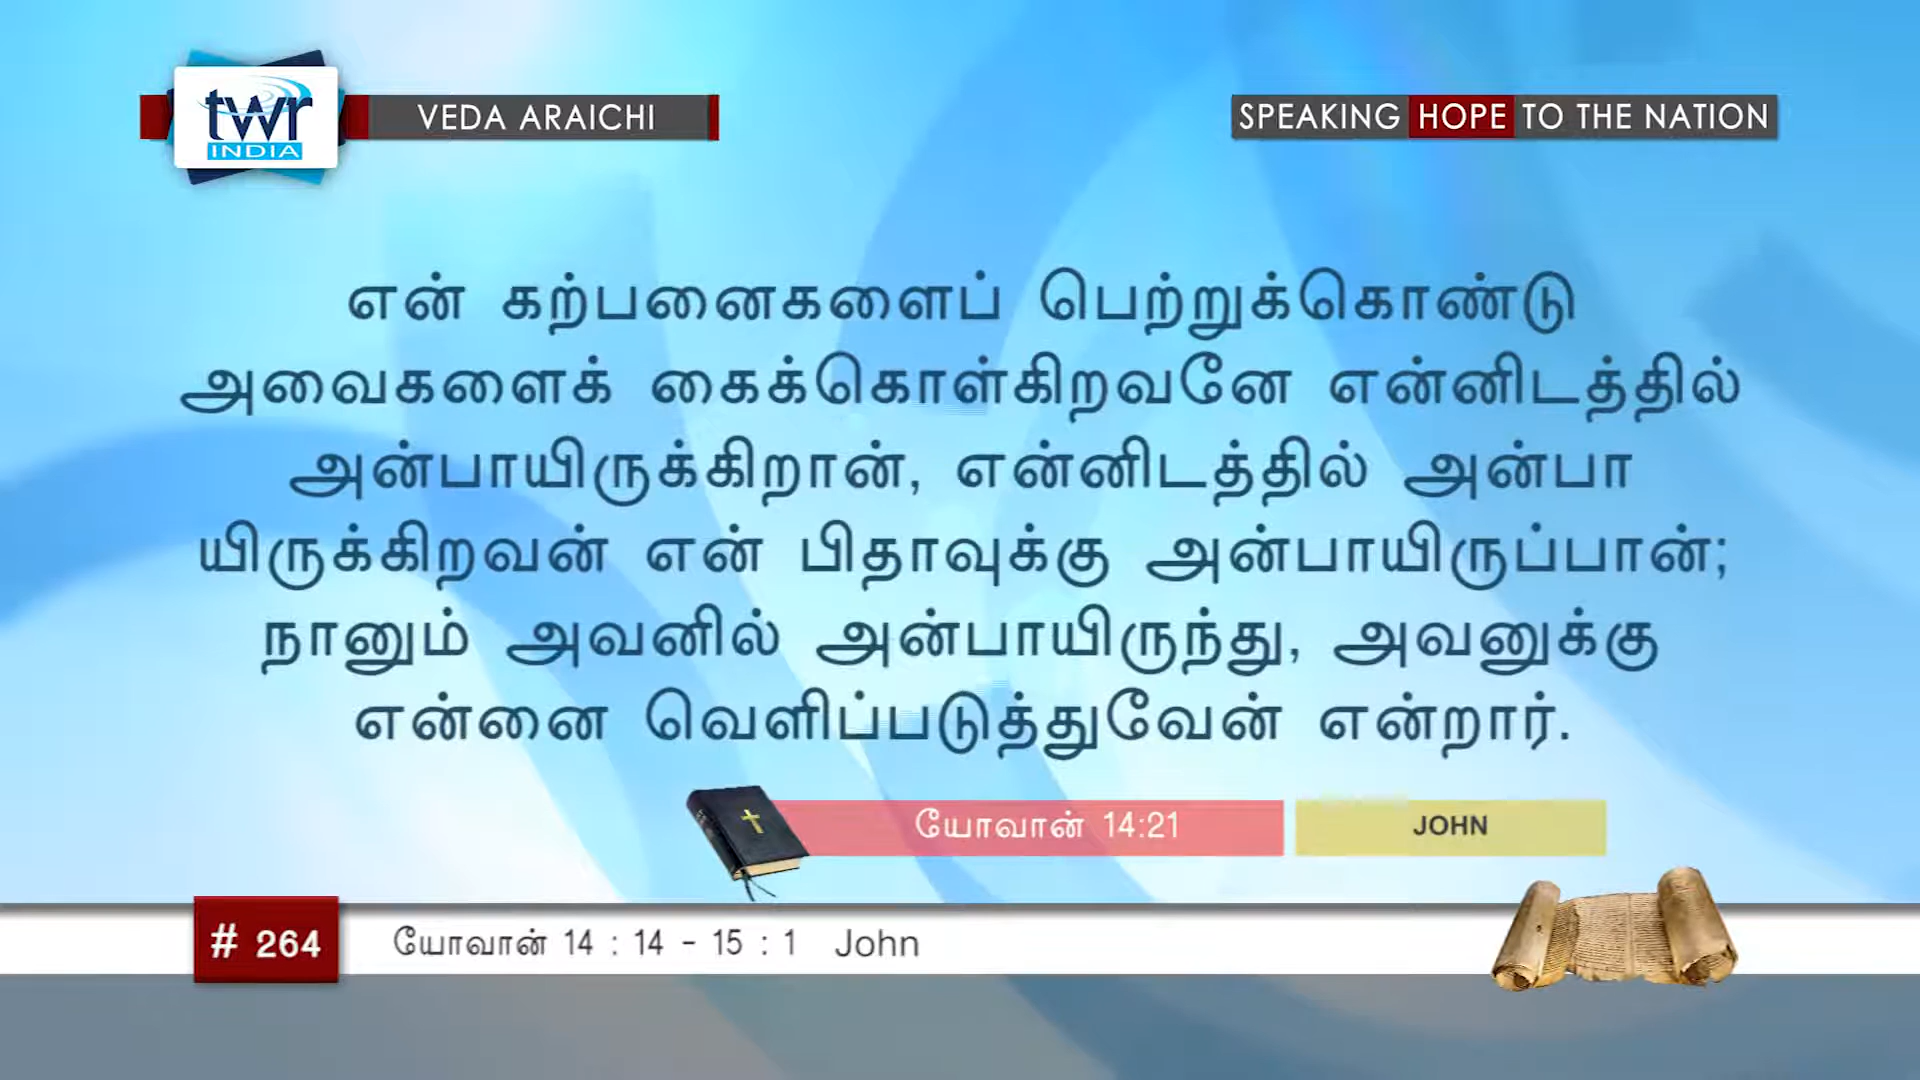 twr
INDIA
VEDA ARAICHI
SPEAKING HOPE TO THE NATION
என் கற்பனைகளைப் பெற்றுக்கொண்டு
அவைகளைக் கைக்கொள்கிறவனே என்னிடத்தில்
அன்பாயிருக்கிறான், என்னிடத்தில் அன்பா
யிருக்கிறவன் என் பிதாவுக்கு அன்பாயிருப்பான்;
நானும் அவனில் அன்பாயிருந்து, அவனுக்கு
என்னை வெளிப்படுத்துவேன் என்றார்.
யோவான் 14:21
JOHN
# 264
யோவான் 14 : 14 - 15 : 1 John